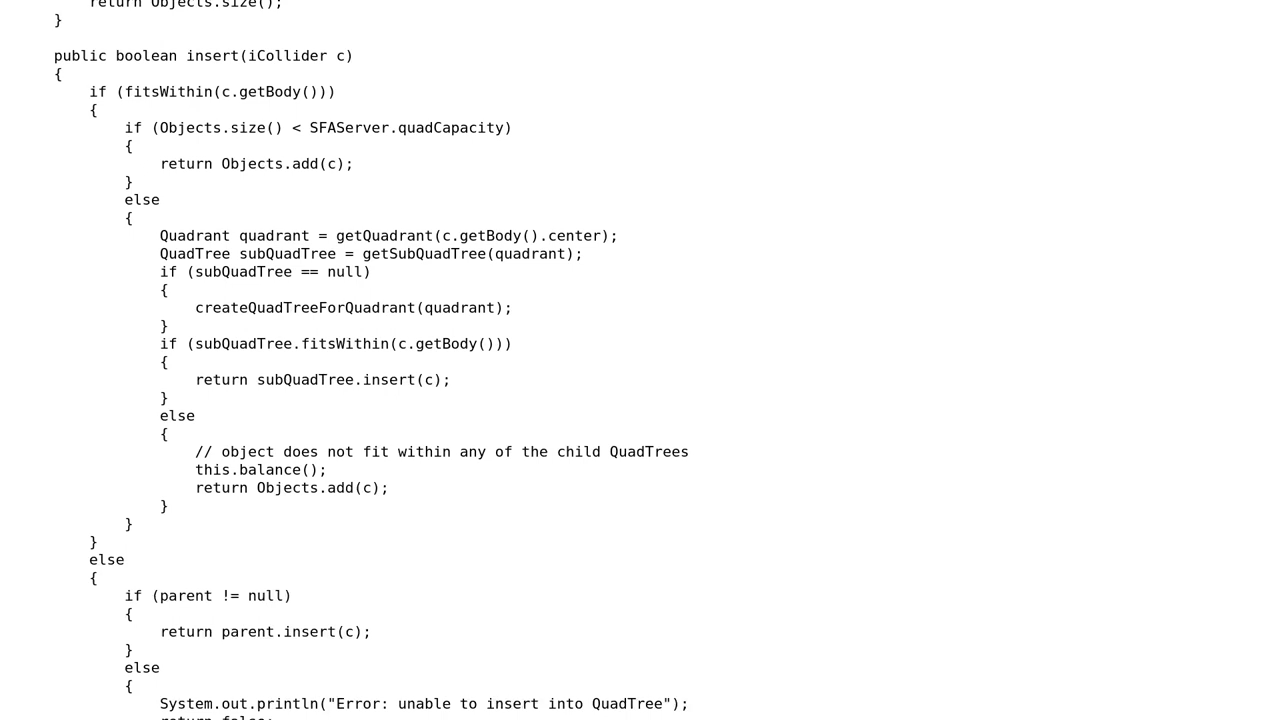 return Objects.size();
}
public boolean insert(iCollider c)
{
if (fitsWithin(c.getBody()))
{
if (Objects.size() < SFAServer.quadCapacity)
{
return Objects.add(c);
}
else
{
Quadrant quadrant = getQuadrant(c.getBody().center);
QuadTree subQuadTree = getSubQuadTree(quadrant);
if (subQuadTree == null)
{
createQuadTreeForQuadrant(quadrant);
}
if (subQuadTree.fitsWithin(c.getBody()))
{
return subQuadTree.insert(c);
}
else
{
// object does not fit within any of the child QuadTrees
this.balance();
return Objects.add(c);
}
}
}
else
{
if (parent != null)
{
return parent.insert(c);
}
else
{
System.out.println("Error: unable to insert into QuadTree");
return false;